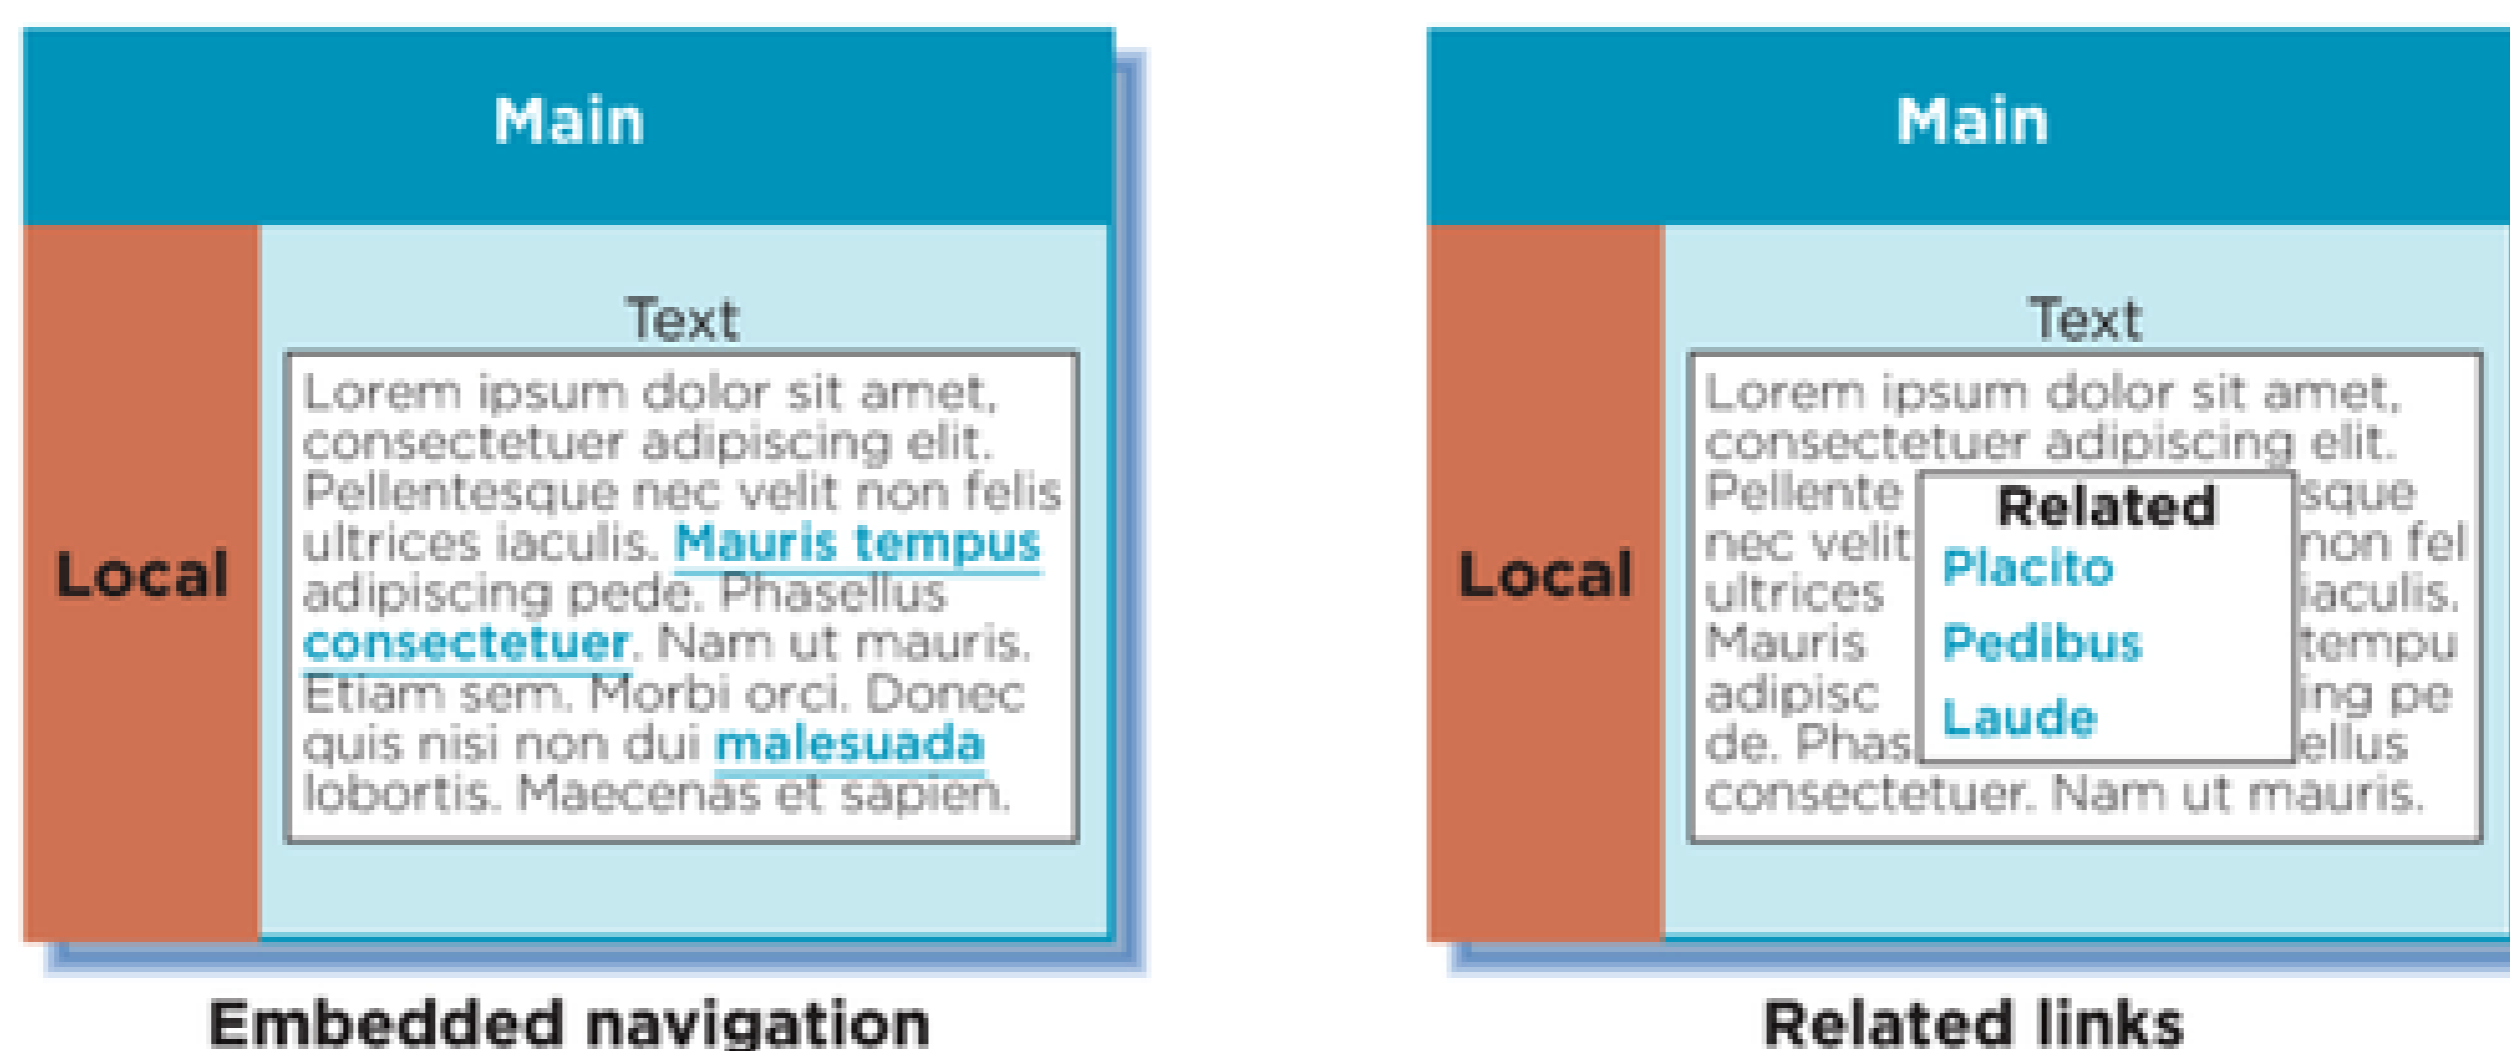 Main
Local
Text
Lorem ipsum dolor sit amet,
consectetuer adipiscing elit.
Pellentesque nec velit non felis
ultrices iaculis. Mauris tempus
adipiscing pede. Phasellus
consectetuer. Nam ut mauris.
Etiam sem. Morbi orci. Donec
quis nisi non dui malesuada
lobortis. Maecenas et sapien.
Embedded navigation
Main
Local
Text
Lorem ipsum dolor sit amet,
consectetuer adipiscing elit.
Pellente sque
nec velit non fel
ultrices iaculis.
Mauris tempu
adipisc ing pe
de. Phas ellus
consectetuer. Nam ut mauris.
Related
Placito
Pedibus
Laude
Related links